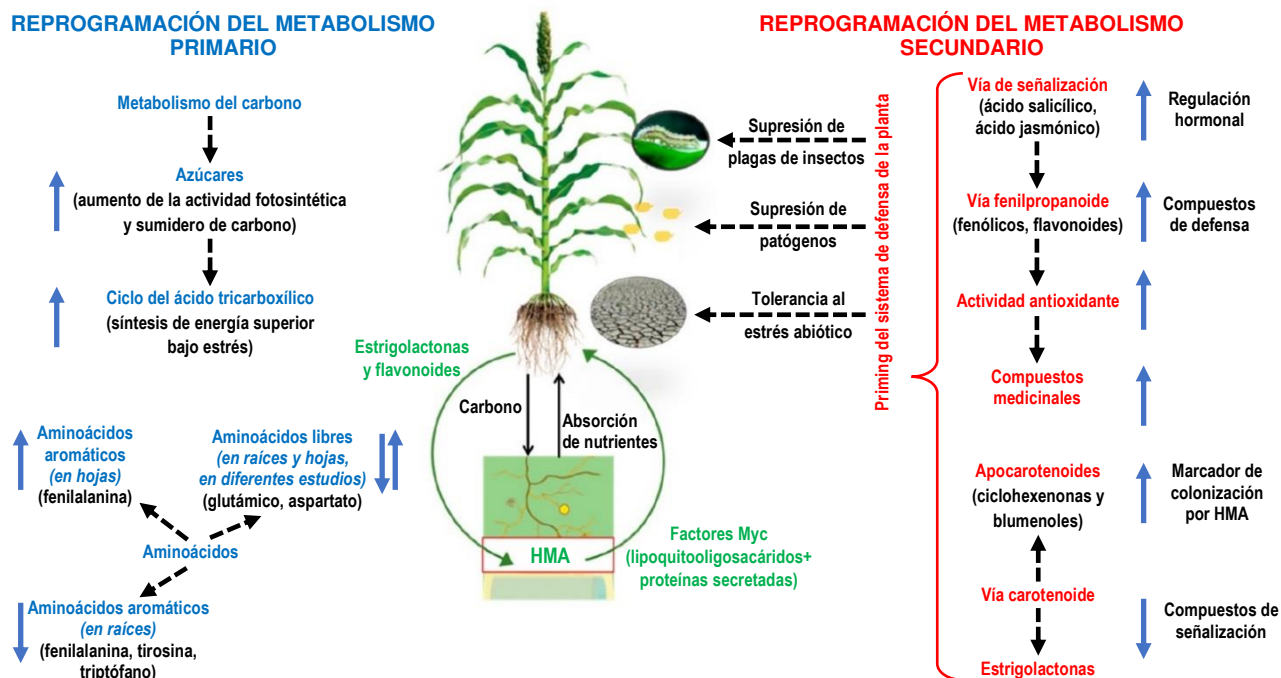 REPROGRAMACIÓN DEL METABOLISMO
PRIMARIO
Metabolismo del carbono
Azúcares
(aumento de la actividad fotosintética
y sumidero de carbono)
Ciclo del ácido tricarboxílico
(síntesis de energía superior
bajo estrés)
Aminoácidos
aromáticos
(en hojas)
(fenilalanina)
Aminoácidos libres
(en raíces y hojas,
en diferentes estudios)
(glutámico, aspartato)
Aminoácidos
Aminoácidos aromáticos
(en raíces)
(fenilalanina, tirosina,
triptófano)
Supresión de
plagas de insectos
Supresión de
patógenos
Tolerancia al
estrés abiótico
Estrigolactonas
y flavonoides
Carbono
Absorción
de nutrientes
HMA
Factores Myc
(lipoquitooligosacáridos+
proteínas secretadas)
REPROGRAMACIÓN DEL METABOLISMO
SECUNDARIO
Priming del sistema de defensa de la planta
Vía de señalización
(ácido salicílico,
ácido jasmónico)
Regulación
hormonal
Vía fenilpropanoide
(fenólicos, flavonoides)
Compuestos
de defensa
Actividad antioxidante
Compuestos
medicinales
Apocarotenoides
(ciclohexenonas y
blumenoles)
Marcador de
colonización
por HMA
Vía carotenoide
Compuestos de
señalización
Estrigolactonas